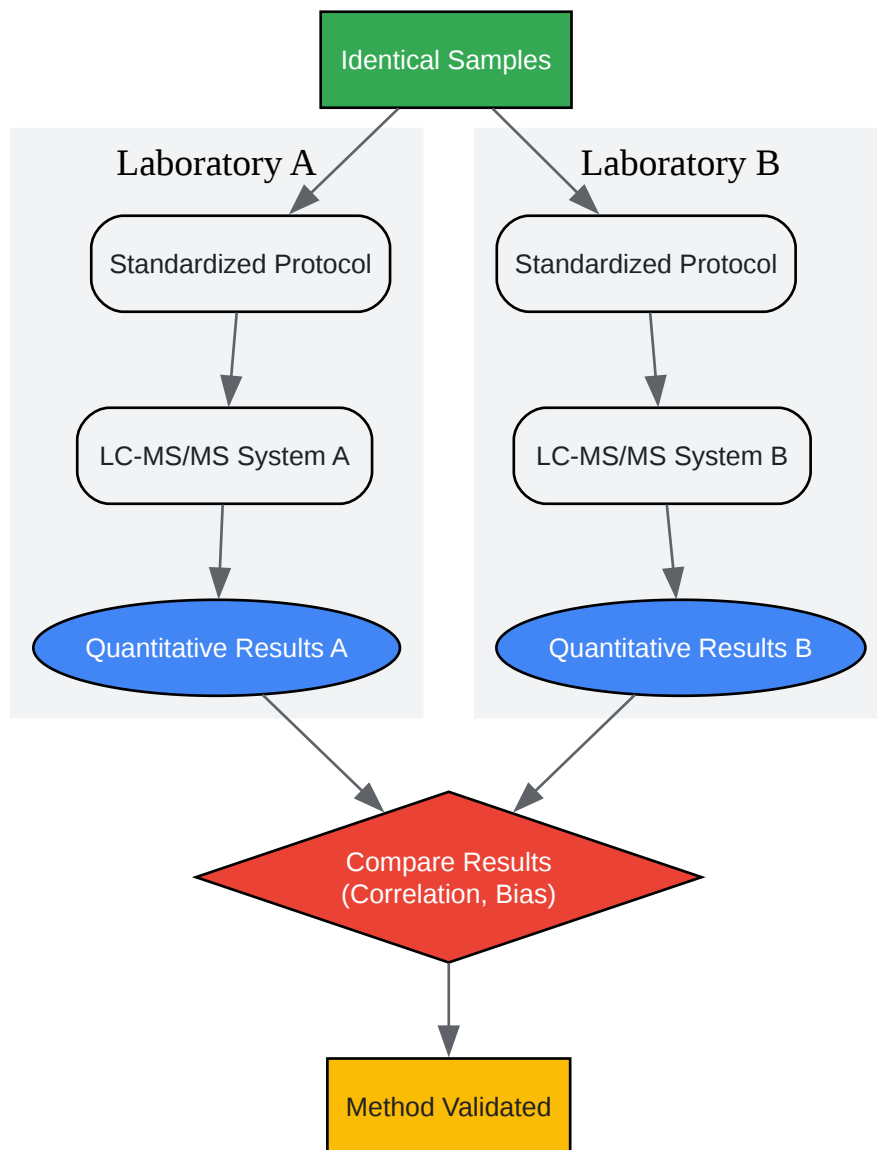 Identical Samples
Laboratory A
Laboratory B
Standardized Protocol
Standardized Protocol
LC-MS/MS System A
LC-MS/MS System B
Quantitative Results A
Quantitative Results B
Compare Results
(Correlation, Bias)
Method Validated